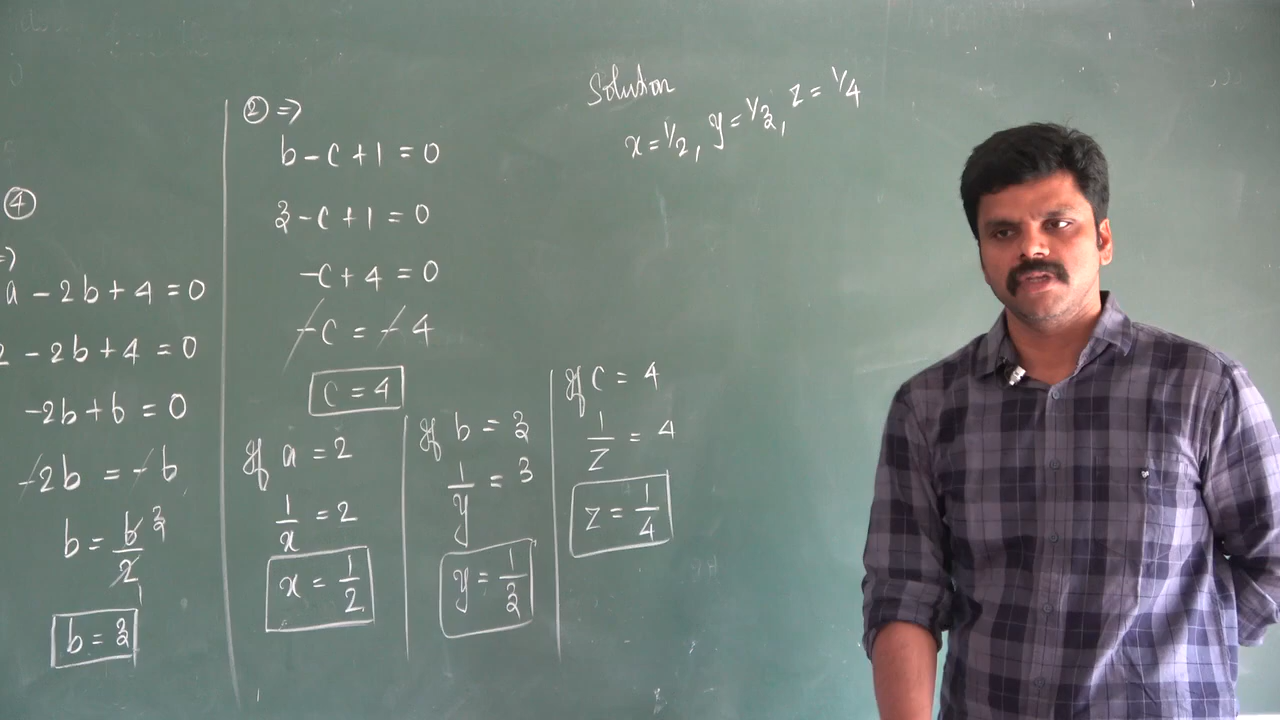 ④
=>
a - 2b + 4 = 0
2 - 2b + 4 = 0
-2b + 6 = 0
-2b = -6
b = 6/2 3 1
b = 3
② =>
b - c + 1 = 0
3 - c + 1 = 0
-c + 4 = 0
-c = -4
c = 4
If a = 2
1/x = 2
x = 1/2
If b = 3
1/y = 3
y = 1/3
If c = 4
1/z = 4
z = 1/4
Solution
x = 1/2, y = 1/3, z = 1/4